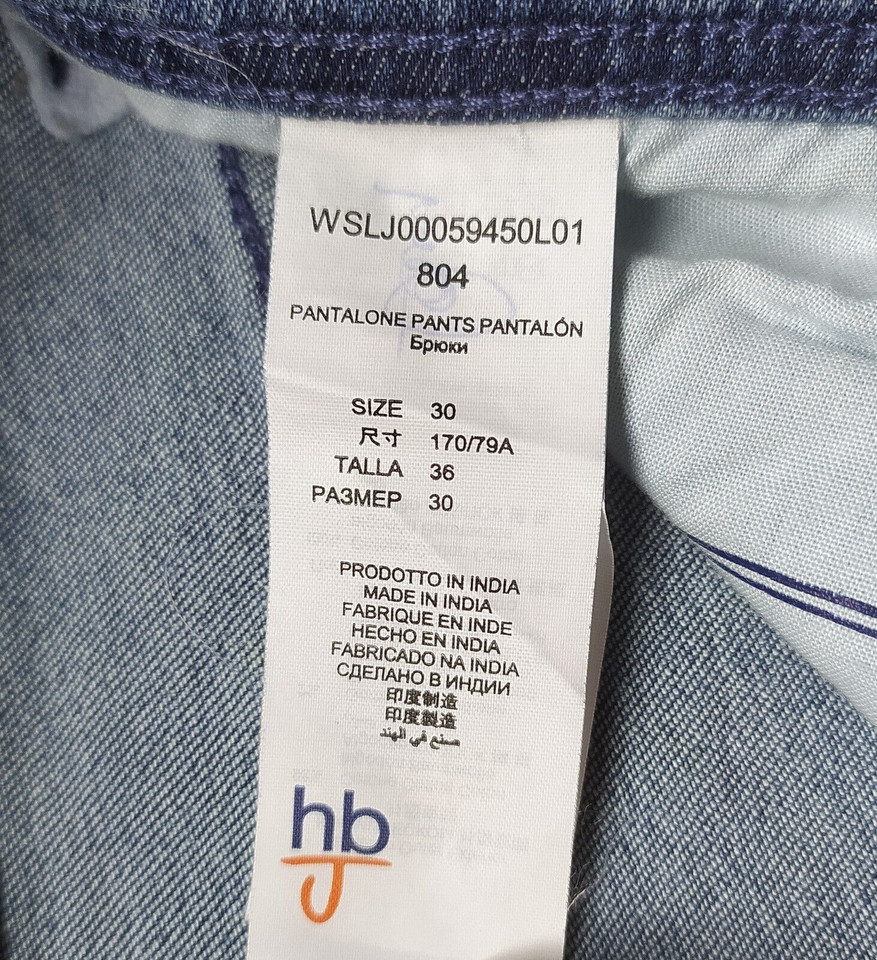 WSLJ00059450L01
804
PANTALONE PANTS PANTALÓN
Брюки
SIZE 30
尺寸 170/79A
TALLA 36
РАЗМЕР 30
PRODOTTO IN INDIA
MADE IN INDIA
FABRIQUE EN INDE
HECHO EN INDIA
FABRICADO NA INDIA
СДЕЛАНО В ИНДИИ
印度制造
印度製造
صنع في الهند
hb
J